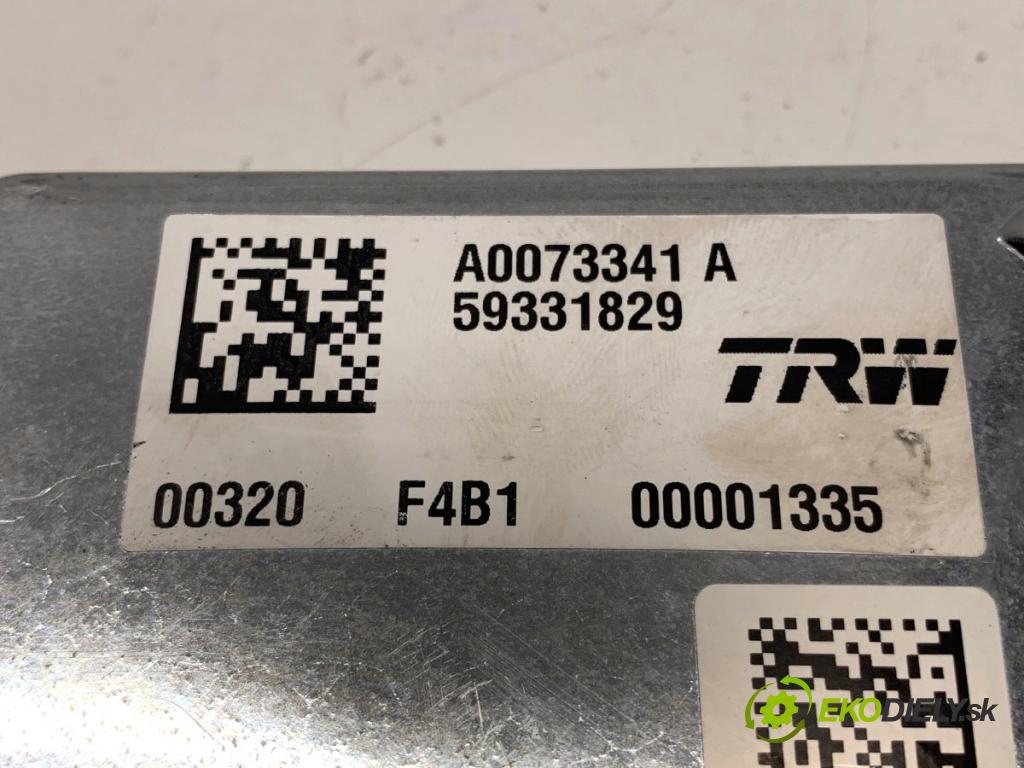 A0073341 A
59331829
TRW
00320 F4B1 00001335
EKODIELY.sk